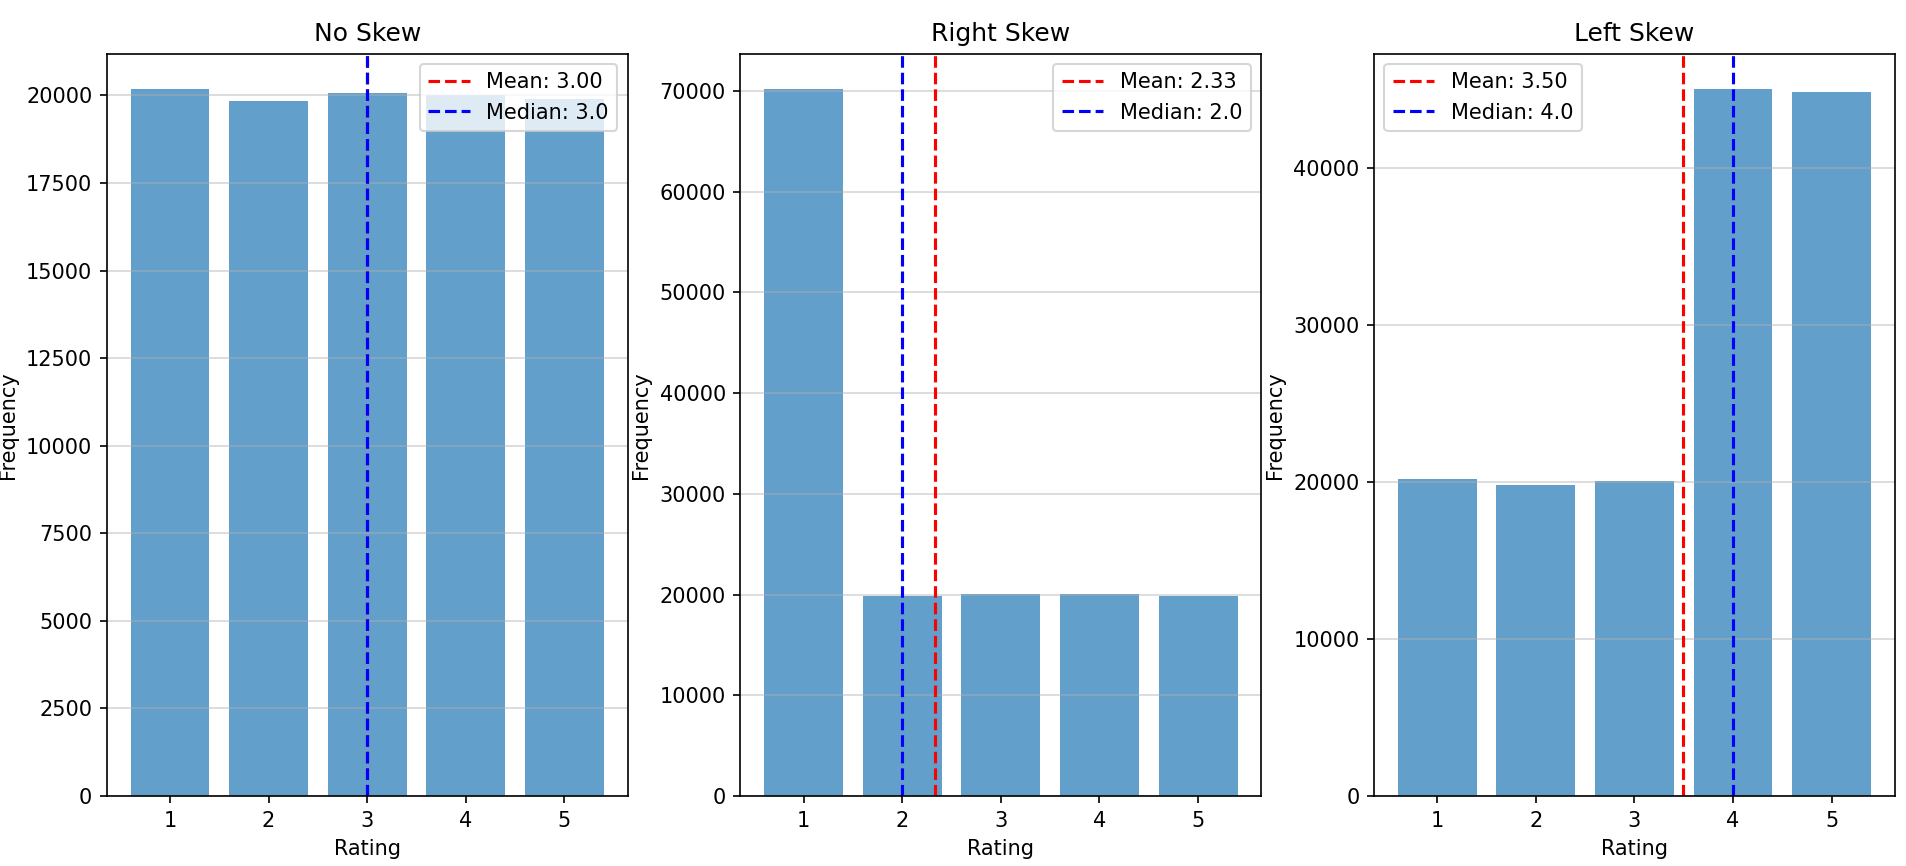 No Skew
Mean: 3.00
Median: 3.0
20000
17500
15000
12500
10000
7500
5000
2500
0
Frequency
1 2 3 4 5
Rating
Right Skew
Mean: 2.33
Median: 2.0
70000
60000
50000
40000
30000
20000
10000
0
Frequency
1 2 3 4 5
Rating
Left Skew
Mean: 3.50
Median: 4.0
40000
30000
20000
10000
0
Frequency
1 2 3 4 5
Rating